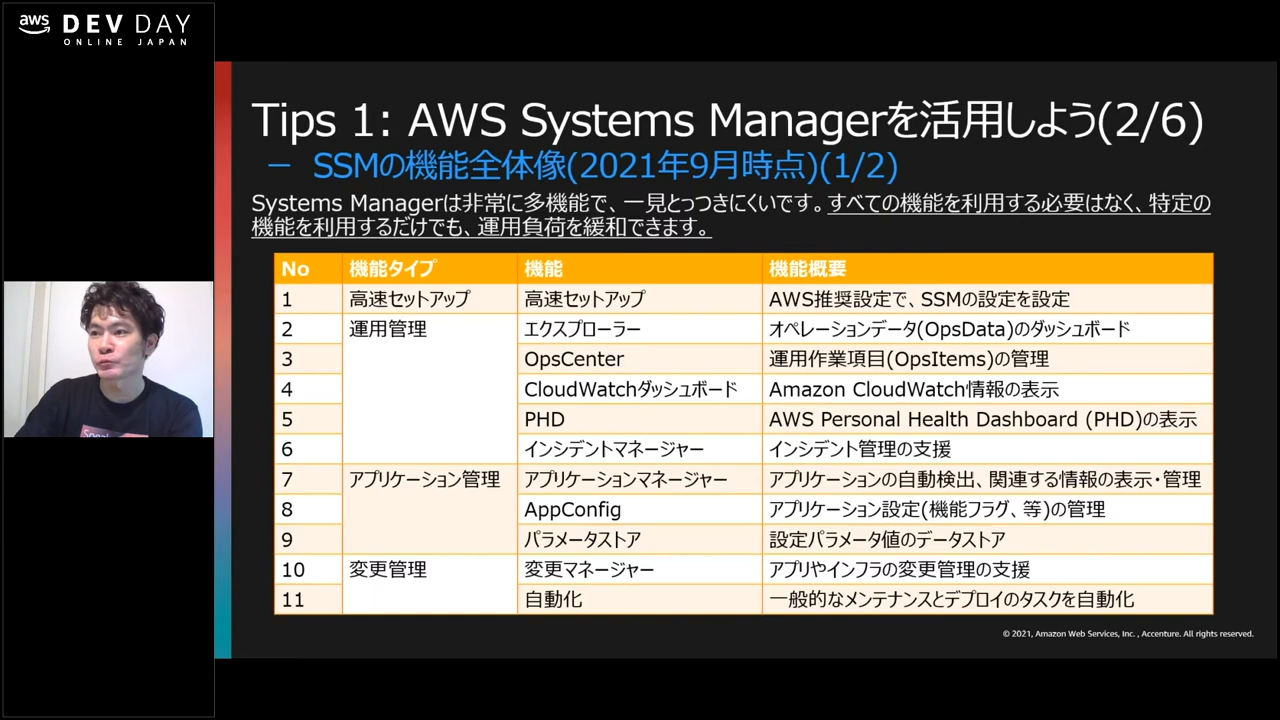 aws DEV DAY
ONLINE JAPAN
Tips 1: AWS Systems Managerを活用しよう(2/6)
－ SSMの機能全体像(2021年9月時点)(1/2)
Systems Managerは非常に多機能で、一見とっつきにくいです。すべての機能を利用する必要はなく、特定の
機能を利用するだけでも、運用負荷を緩和できます。
No 機能タイプ 機能 機能概要
1 高速セットアップ 高速セットアップ AWS推奨設定で、SSMの設定を設定
2 運用管理 エクスプローラー オペレーションデータ(OpsData)のダッシュボード
3 OpsCenter 運用作業項目(OpsItems)の管理
4 CloudWatchダッシュボード Amazon CloudWatch情報の表示
5 PHD AWS Personal Health Dashboard (PHD)の表示
6 インシデントマネージャー インシデント管理の支援
7 アプリケーション管理 アプリケーションマネージャー アプリケーションの自動検出、関連する情報の表示・管理
8 AppConfig アプリケーション設定(機能フラグ、等)の管理
9 パラメータストア 設定パラメータ値のデータストア
10 変更管理 変更マネージャー アプリやインフラの変更管理の支援
11 自動化 一般的なメンテナンスとデプロイのタスクを自動化
© 2021, Amazon Web Services, Inc. , Accenture. All rights reserved.